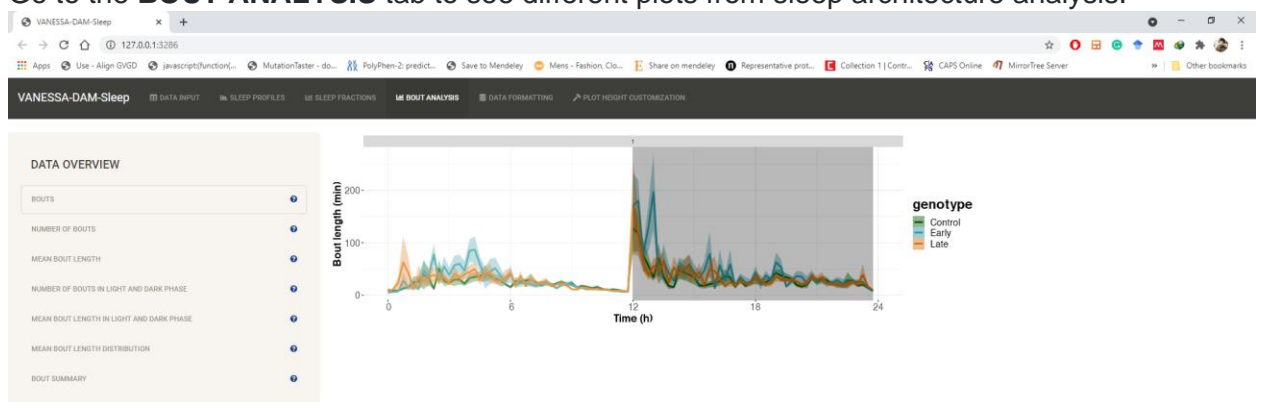 Go to the BOUT ANALYSIS tab to see different plots from sleep architecture analysis.
VANESSA-DAM-Sleep
127.0.0.1:3286
Apps Use - Align GVGD javascript:(function(... MutationTaster - do... PolyPhen-2: predict... Save to Mendeley Mens - Fashion, Clo... Share on mendeley Representative prot... Collection 1 | Contr... CAPS Online MirrorTree Server » Other bookmarks
VANESSA-DAM-Sleep DATA INPUT SLEEP PROFILES SLEEP FRACTIONS BOUT ANALYSIS DATA FORMATTING PLOT HEIGHT CUSTOMIZATION
DATA OVERVIEW
BOUTS
NUMBER OF BOUTS
MEAN BOUT LENGTH
NUMBER OF BOUTS IN LIGHT AND DARK PHASE
MEAN BOUT LENGTH IN LIGHT AND DARK PHASE
MEAN BOUT LENGTH DISTRIBUTION
BOUT SUMMARY
1
Bout length (min)
200
100
0
0 6 12 18 24
Time (h)
genotype
Control
Early
Late